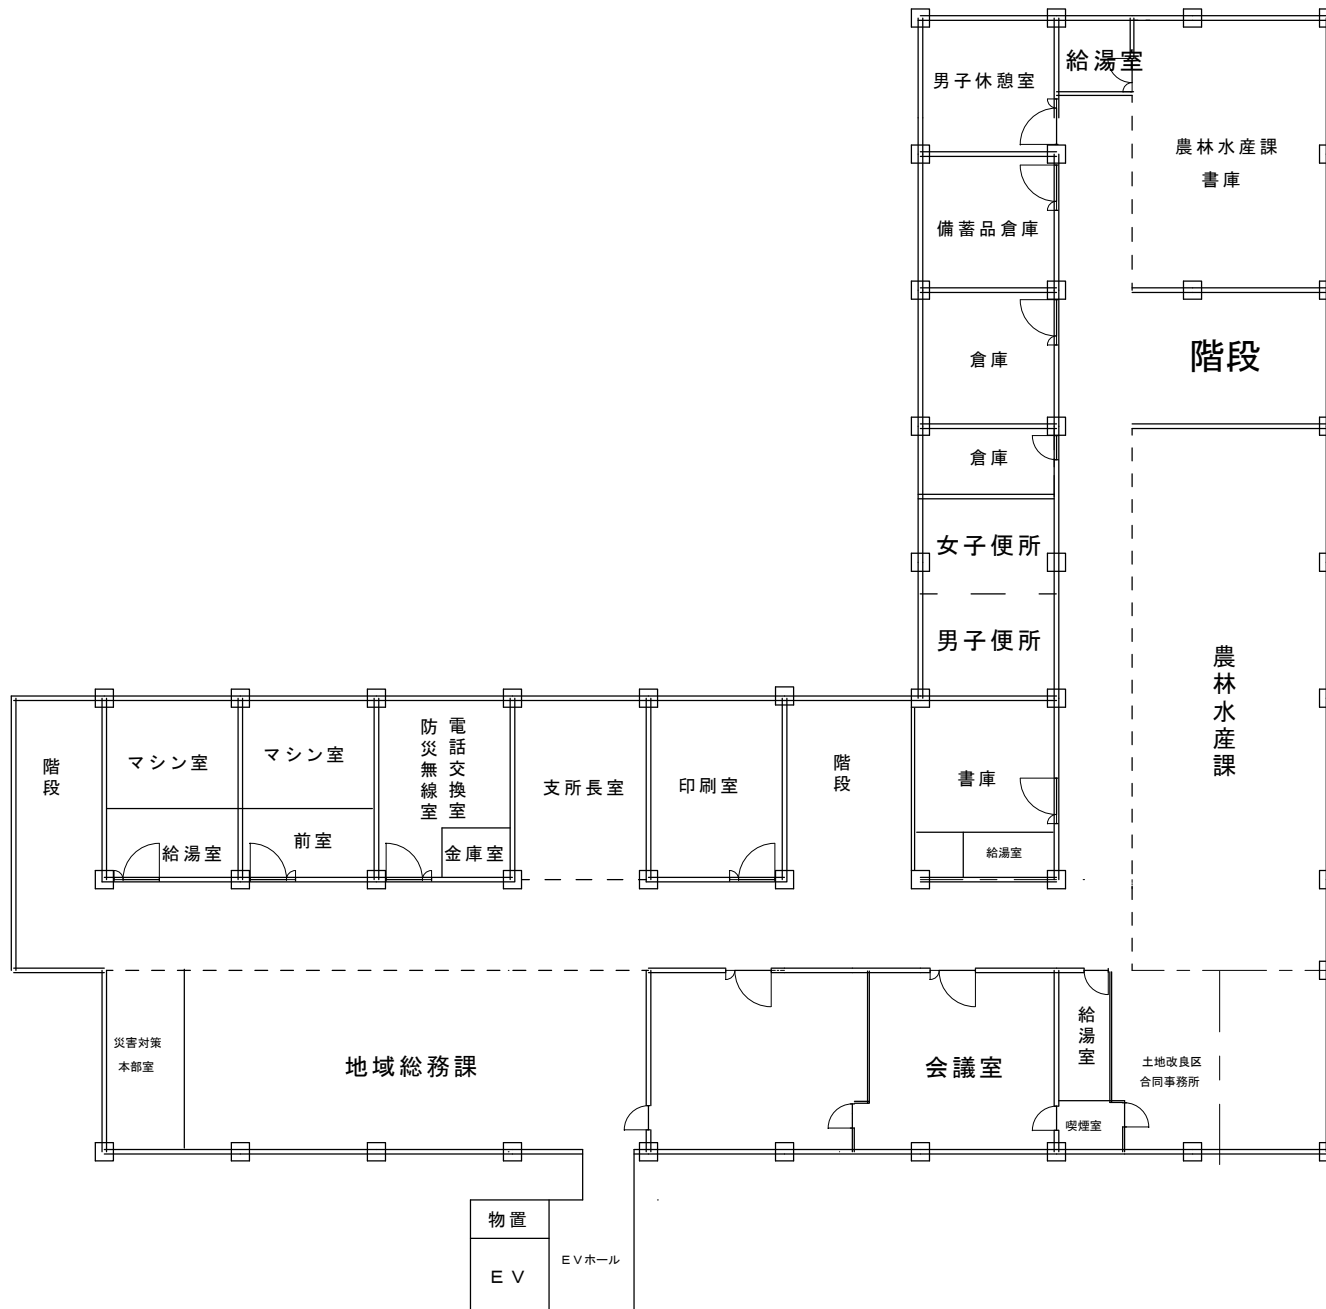 給湯室
男子休憩室
農林水産課
書庫
備蓄品倉庫
階段
倉庫
倉庫
女子便所
男子便所
農林水産課
階段
マシン室
マシン室
防災無線室
電話交換室
支所長室
印刷室
階段
書庫
給湯室
前室
金庫室
給湯室
災害対策
本部室
地域総務課
会議室
給湯室
土地改良区
合同事務所
喫煙室
物置
EVホール
EV